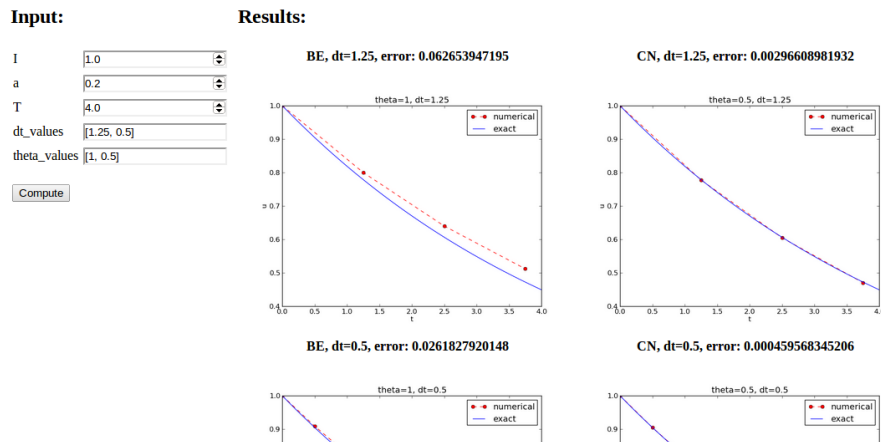 Input:
I 1.0
a 0.2
T 4.0
dt_values [1.25, 0.5]
theta_values [1, 0.5]
Compute
Results:
BE, dt=1.25, error: 0.062653947195
theta=1, dt=1.25
numerical
exact
1.0
0.9
0.8
0.7
0.6
0.5
0.4
u
0.0 0.5 1.0 1.5 2.0 2.5 3.0 3.5 4.0
t
CN, dt=1.25, error: 0.00296608981932
theta=0.5, dt=1.25
numerical
exact
1.0
0.9
0.8
0.7
0.6
0.5
0.4
u
0.0 0.5 1.0 1.5 2.0 2.5 3.0 3.5 4.
t
BE, dt=0.5, error: 0.0261827920148
theta=1, dt=0.5
numerical
exact
1.0
0.9
CN, dt=0.5, error: 0.000459568345206
theta=0.5, dt=0.5
numerical
exact
1.0
0.9